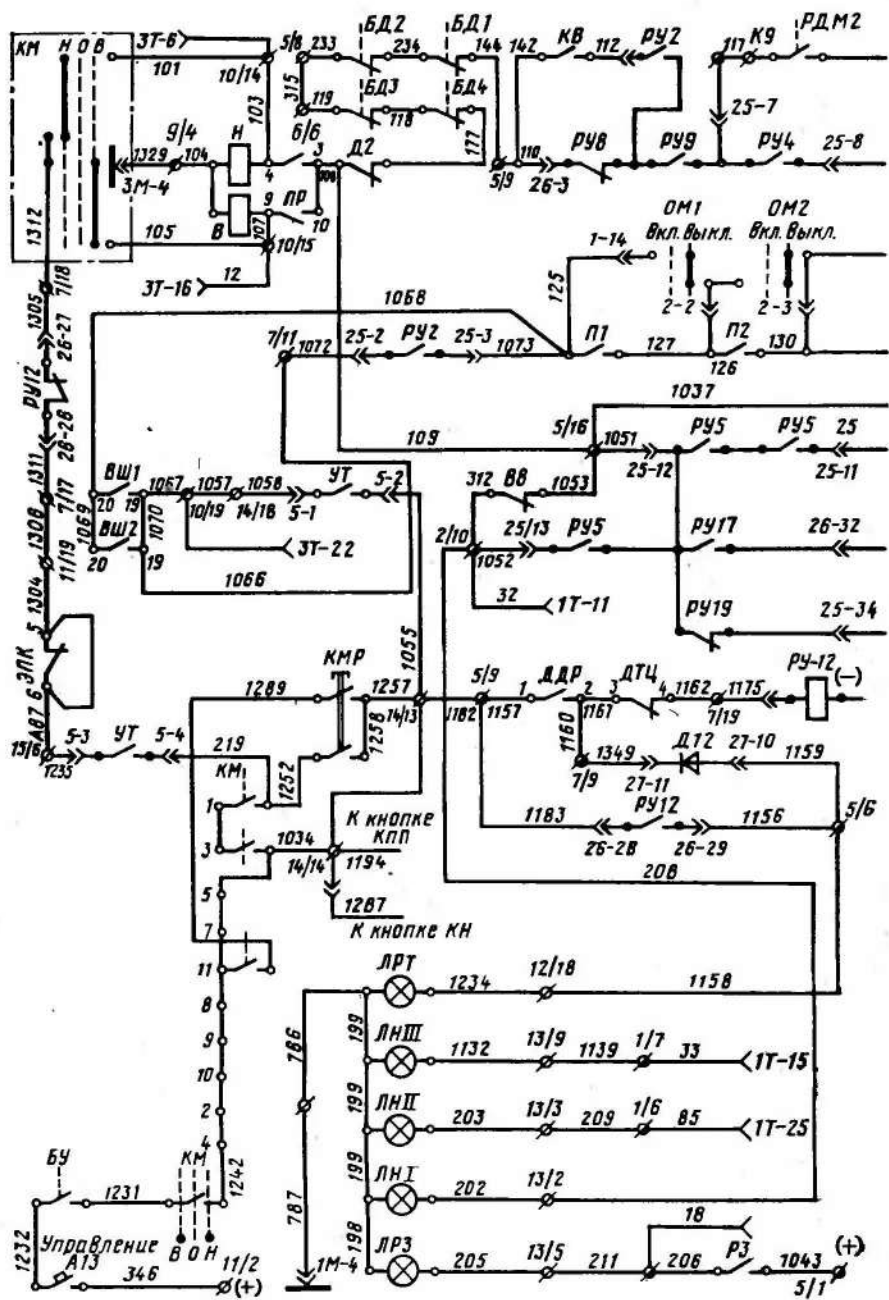 КМ Н О В 3Т-6 5/8 233 БД2 234 БД1 144 142 КВ 112 РУ2 117 К9 РДМ2
101 10/14 315 БД3 БД4
103 119 118 177 25-7
9/4 Н 6/6 Д2 РУ8 РУ9 РУ4 25-8
1329 104 4 3 110
3М-4 5/9 26-3
9 ПР
В 107 10 ОМ1 ОМ2
1312 105 10/15 1-14 Вкл. Выкл. Вкл. Выкл.
3Т-16 12 125
7/18 1068 2-2 2-3
1305 26-27 7/11 1072 25-2 РУ2 25-3 1073 П1 127 П2 130
126
РУ12 1037
26-28 109 5/16 1051 РУ5 РУ5 25
1311 25-12 25-11
7/17 ВШ1 1067 1057 1058 УТ 5-2 312 В8 1053
20 19 10/19 14/18 5-1
1308 1069 ВШ2 1070 2/10 25/13 РУ5 РУ17 26-32
11/19 20 19 3Т-22 1052
1066 32 1Т-11
1304 РУ19 25-34
5 1055
ЭПК КМР РУ-12 (-)
6 1289 1257 5/9 ДДР ДТЦ 1162 1175
А87 14/13 1182 1157 1 2 3 4 7/19
1258 1160 1161
15/6 5-3 УТ 5-4 219 1252 1349 Д12 27-10 1159
1235 КМ 7/9 27-11
1 РУ12 5/6
К кнопке 1183 1156
3 1034 КПП
14/14 1194 26-28 26-29
5 208
1287
7 К кнопке КН
11 ЛРТ 1234 12/18 1158
8
786 199 ЛНIII 13/9 1/7
9 1132 1139 33 1Т-15
10 199 ЛНII 13/3 1/6
2 203 209 85 1Т-25
4
БУ КМ 1242 199 ЛНI 13/2
1231 787 202
1232 198 18
Управление В О Н ЛРЗ 13/5 РЗ (+)
А13 11/2 205 211 206 1043
346 (+) 1М-4 5/1